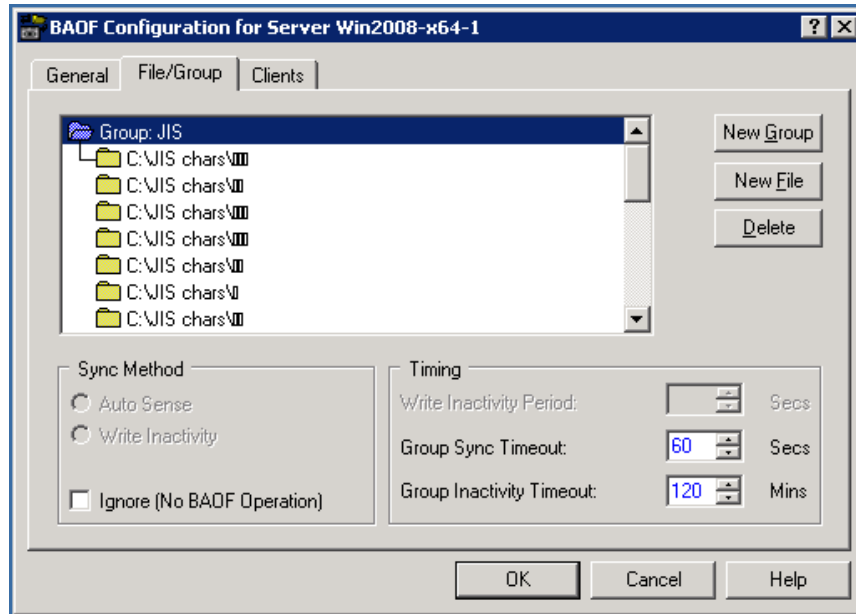 BAOF Configuration for Server Win2008-x64-1
General File/Group Clients
Group: JIS
C:\JIS chars\▯▯▯
C:\JIS chars\▯▯
C:\JIS chars\▯▯▯
C:\JIS chars\▯▯▯
C:\JIS chars\▯▯
C:\JIS chars\▯
C:\JIS chars\▯▯
New Group
New File
Delete
Sync Method
Auto Sense
Write Inactivity
Ignore (No BAOF Operation)
Timing
Write Inactivity Period: Secs
Group Sync Timeout: 60 Secs
Group Inactivity Timeout: 120 Mins
OK Cancel Help